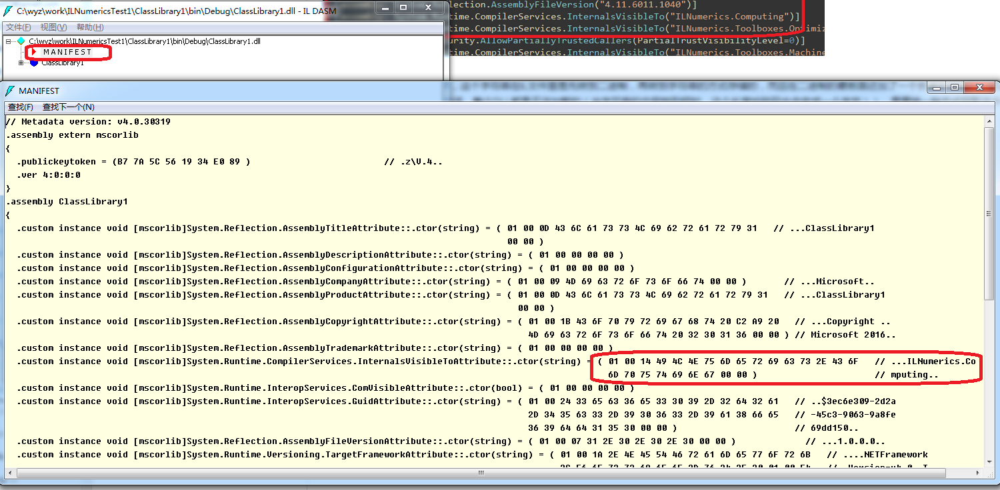 C:\wyz\work\ILNumericsTest1\ClassLibrary1\bin\Debug\ClassLibrary1.dll - IL DASM
文件(F) 视图(V) 帮助(H)
C:\wyz\work\ILNumericsTest1\ClassLibrary1\bin\Debug\ClassLibrary1.dll
MANIFEST
ClassLibrary1
lection.AssemblyFileVersion("4.11.6011.1040")]
time.CompilerServices.InternalsVisibleTo("ILNumerics.Computing")]
time.CompilerServices.InternalsVisibleTo("ILNumerics.Toolboxes.Optimiz
urity.AllowPartiallyTrustedCallers(PartialTrustVisibilityLevel=0)]
time.CompilerServices.InternalsVisibleTo("ILNumerics.Toolboxes.Machine
MANIFEST
查找(F) 查找下一个(N)
// Metadata version: v4.0.30319
.assembly extern mscorlib
{
.publickeytoken = (B7 7A 5C 56 19 34 E0 89 ) // .z\V.4..
.ver 4:0:0:0
}
.assembly ClassLibrary1
{
.custom instance void [mscorlib]System.Reflection.AssemblyTitleAttribute::.ctor(string) = ( 01 00 0D 43 6C 61 73 73 4C 69 62 72 61 72 79 31 // ...ClassLibrary1
00 00 )
.custom instance void [mscorlib]System.Reflection.AssemblyDescriptionAttribute::.ctor(string) = ( 01 00 00 00 00 )
.custom instance void [mscorlib]System.Reflection.AssemblyConfigurationAttribute::.ctor(string) = ( 01 00 00 00 00 )
.custom instance void [mscorlib]System.Reflection.AssemblyCompanyAttribute::.ctor(string) = ( 01 00 09 4D 69 63 72 6F 73 6F 66 74 00 00 ) // ...Microsoft..
.custom instance void [mscorlib]System.Reflection.AssemblyProductAttribute::.ctor(string) = ( 01 00 0D 43 6C 61 73 73 4C 69 62 72 61 72 79 31 // ...ClassLibrary1
00 00 )
.custom instance void [mscorlib]System.Reflection.AssemblyCopyrightAttribute::.ctor(string) = ( 01 00 1B 43 6F 70 79 72 69 67 68 74 20 C2 A9 20 // ...Copyright ..
4D 69 63 72 6F 73 6F 66 74 20 32 30 31 36 00 00 ) // Microsoft 2016..
.custom instance void [mscorlib]System.Reflection.AssemblyTrademarkAttribute::.ctor(string) = ( 01 00 00 00 00 )
.custom instance void [mscorlib]System.Runtime.CompilerServices.InternalsVisibleToAttribute::.ctor(string) = ( 01 00 14 49 4C 4E 75 6D 65 72 69 63 73 2E 43 6F // ...ILNumerics.Co
6D 70 75 74 69 6E 67 00 00 ) // mputing..
.custom instance void [mscorlib]System.Runtime.InteropServices.ComVisibleAttribute::.ctor(bool) = ( 01 00 00 00 00 )
.custom instance void [mscorlib]System.Runtime.InteropServices.GuidAttribute::.ctor(string) = ( 01 00 24 33 65 63 36 65 33 30 39 2D 32 64 32 61 // ..$3ec6e309-2d2a
2D 34 35 63 33 2D 39 30 36 33 2D 39 61 38 66 65 // -45c3-9063-9a8fe
36 39 64 64 31 35 30 00 00 ) // 69dd150..
.custom instance void [mscorlib]System.Reflection.AssemblyFileVersionAttribute::.ctor(string) = ( 01 00 07 31 2E 30 2E 30 2E 30 00 00 ) // ...1.0.0.0..
.custom instance void [mscorlib]System.Runtime.Versioning.TargetFrameworkAttribute::.ctor(string) = ( 01 00 1A 2E 4E 45 54 46 72 61 6D 65 77 6F 72 6B // ....NETFramework